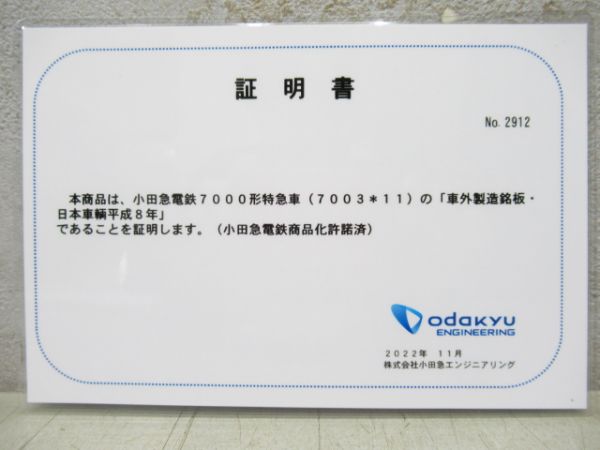 証明書
No. 2912
本商品は、小田急電鉄7000形特急車（7003＊11）の「車外製造銘板・
日本車輌平成8年」
であることを証明します。（小田急電鉄商品化許諾済）
odakyu
ENGINEERING
2022年 11月
株式会社小田急エンジニアリング